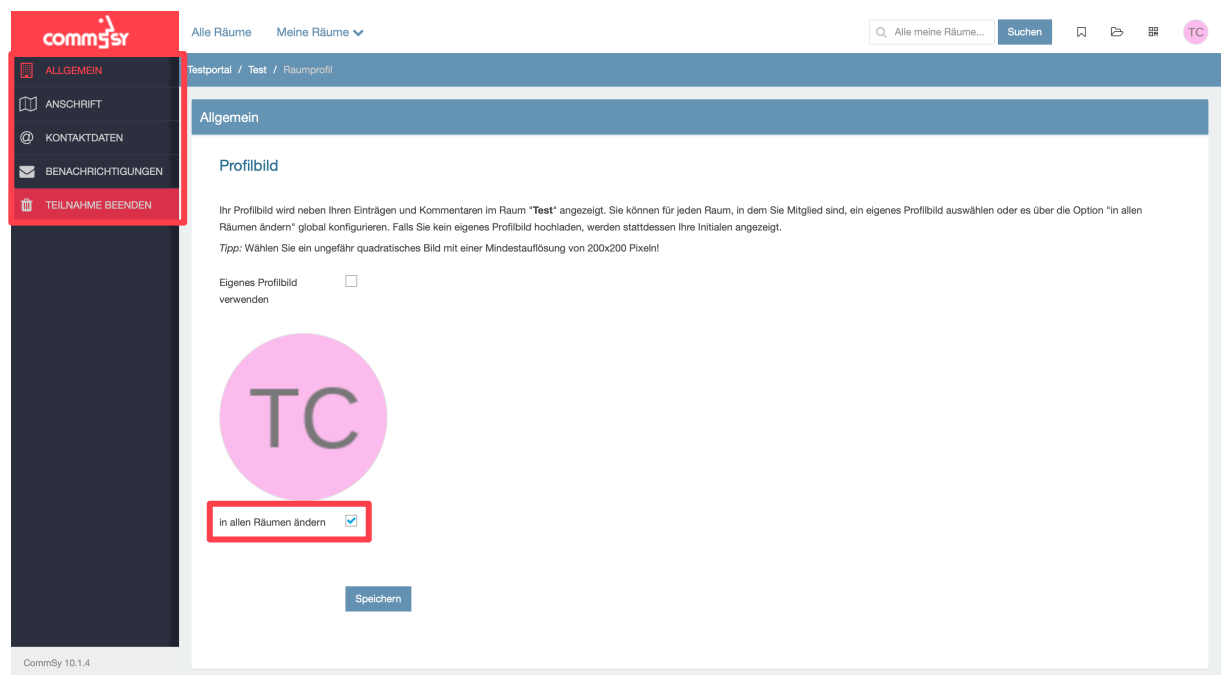 commsy
Alle Räume Meine Räume
Alle meine Räume... Suchen TC
ALLGEMEIN
ANSCHRIFT
KONTAKTDATEN
BENACHRICHTIGUNGEN
TEILNAHME BEENDEN
Testportal / Test / Raumprofil
Allgemein
Profilbild
Ihr Profilbild wird neben Ihren Einträgen und Kommentaren im Raum "Test" angezeigt. Sie können für jeden Raum, in dem Sie Mitglied sind, ein eigenes Profilbild auswählen oder es über die Option "in allen
Räumen ändern" global konfigurieren. Falls Sie kein eigenes Profilbild hochladen, werden stattdessen Ihre Initialen angezeigt.
Tipp: Wählen Sie ein ungefähr quadratisches Bild mit einer Mindestauflösung von 200x200 Pixeln!
Eigenes Profilbild
verwenden
TC
in allen Räumen ändern
Speichern
CommSy 10.1.4